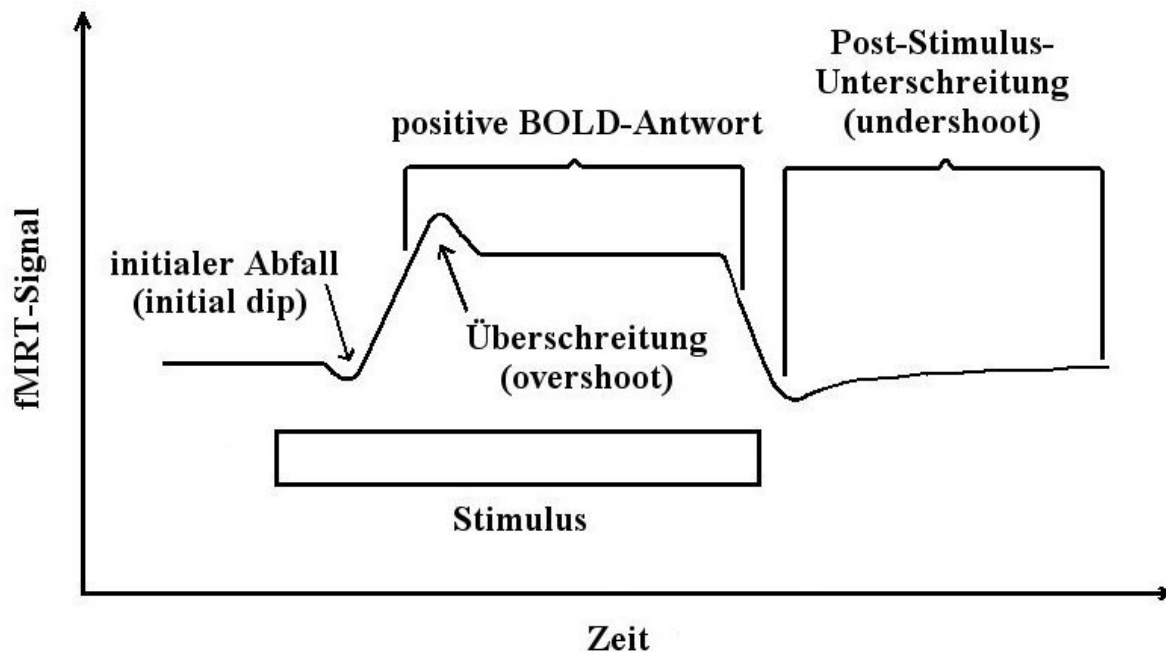 Post-Stimulus-
Unterschreitung
(undershoot)
positive BOLD-Antwort
initialer Abfall
(initial dip)
Überschreitung
(overshoot)
fMRT-Signal
Stimulus
Zeit